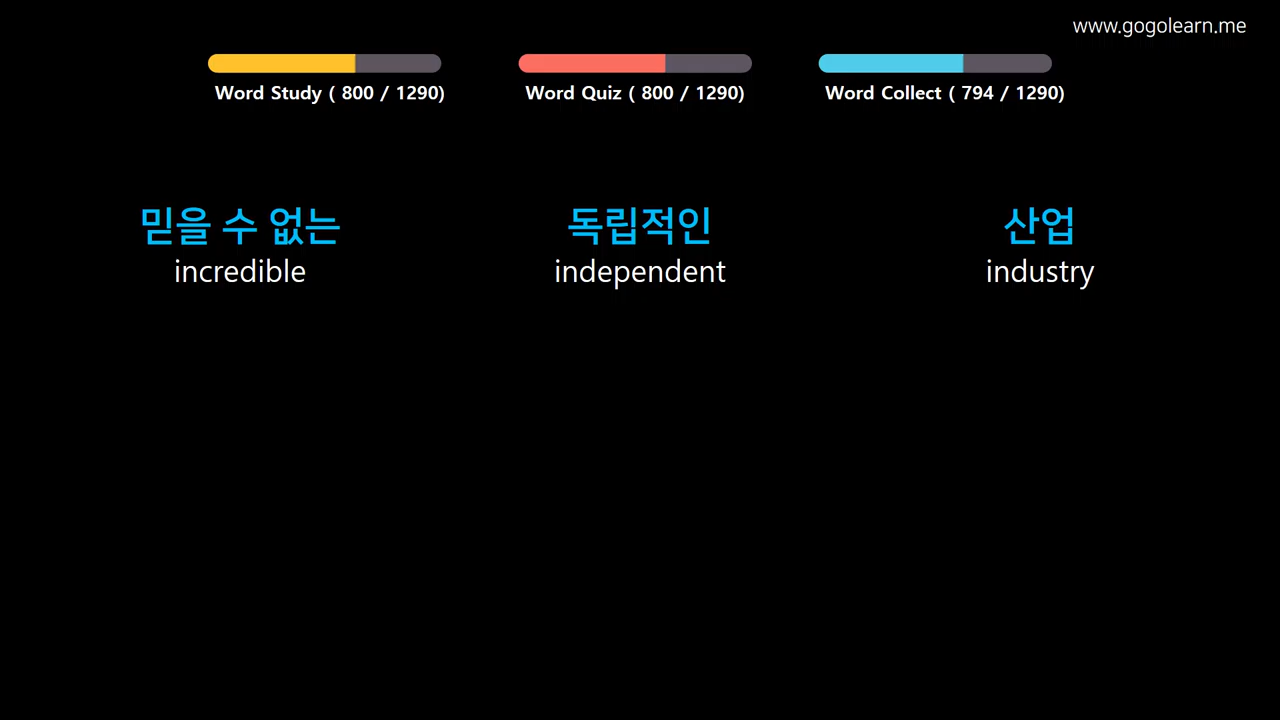 www.gogolearn.me
Word Study ( 800 / 1290)
Word Quiz ( 800 / 1290)
Word Collect ( 794 / 1290)
믿을 수 없는
incredible
독립적인
independent
산업
industry